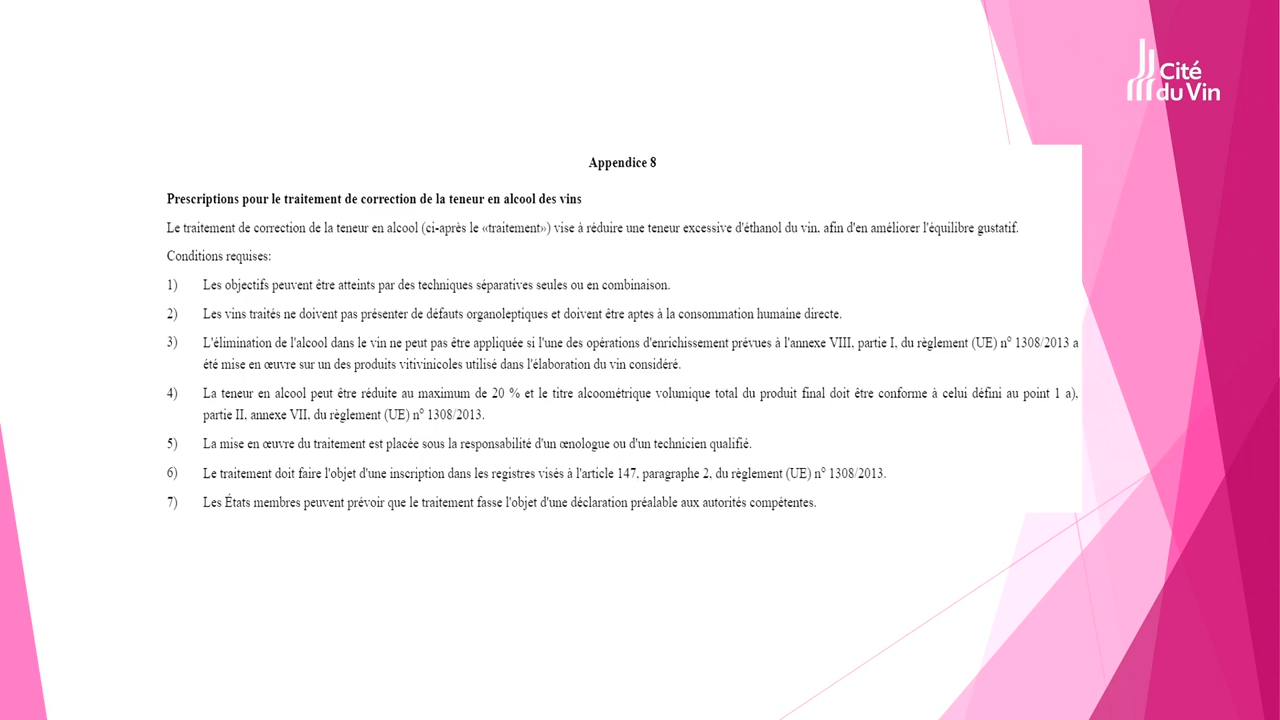 Cité
du Vin
Appendice 8
Prescriptions pour le traitement de correction de la teneur en alcool des vins
Le traitement de correction de la teneur en alcool (ci-après le «traitement») vise à réduire une teneur excessive d'éthanol du vin, afin d'en améliorer l'équilibre gustatif.
Conditions requises:
1) Les objectifs peuvent être atteints par des techniques séparatives seules ou en combinaison.
2) Les vins traités ne doivent pas présenter de défauts organoleptiques et doivent être aptes à la consommation humaine directe.
3) L'élimination de l'alcool dans le vin ne peut pas être appliquée si l'une des opérations d'enrichissement prévues à l'annexe VIII, partie I, du règlement (UE) n° 1308/2013 a
été mise en œuvre sur un des produits vitivinicoles utilisé dans l'élaboration du vin considéré.
4) La teneur en alcool peut être réduite au maximum de 20 % et le titre alcoométrique volumique total du produit final doit être conforme à celui défini au point 1 a),
partie II, annexe VII, du règlement (UE) n° 1308/2013.
5) La mise en œuvre du traitement est placée sous la responsabilité d'un œnologue ou d'un technicien qualifié.
6) Le traitement doit faire l'objet d'une inscription dans les registres visés à l'article 147, paragraphe 2, du règlement (UE) n° 1308/2013.
7) Les États membres peuvent prévoir que le traitement fasse l'objet d'une déclaration préalable aux autorités compétentes.